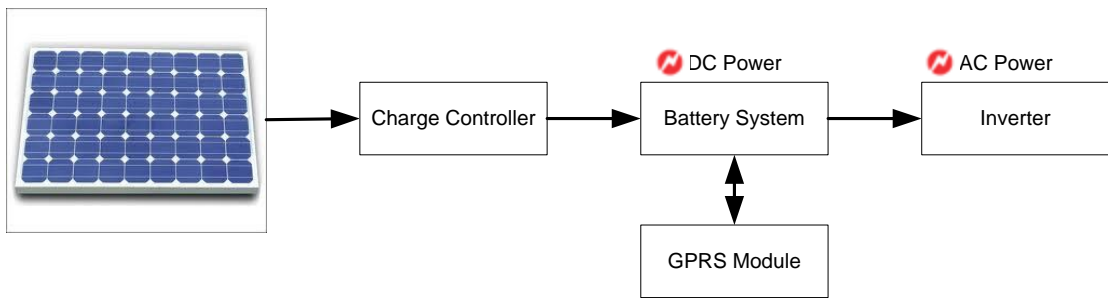 DC Power
AC Power
Charge Controller
Battery System
Inverter
GPRS Module